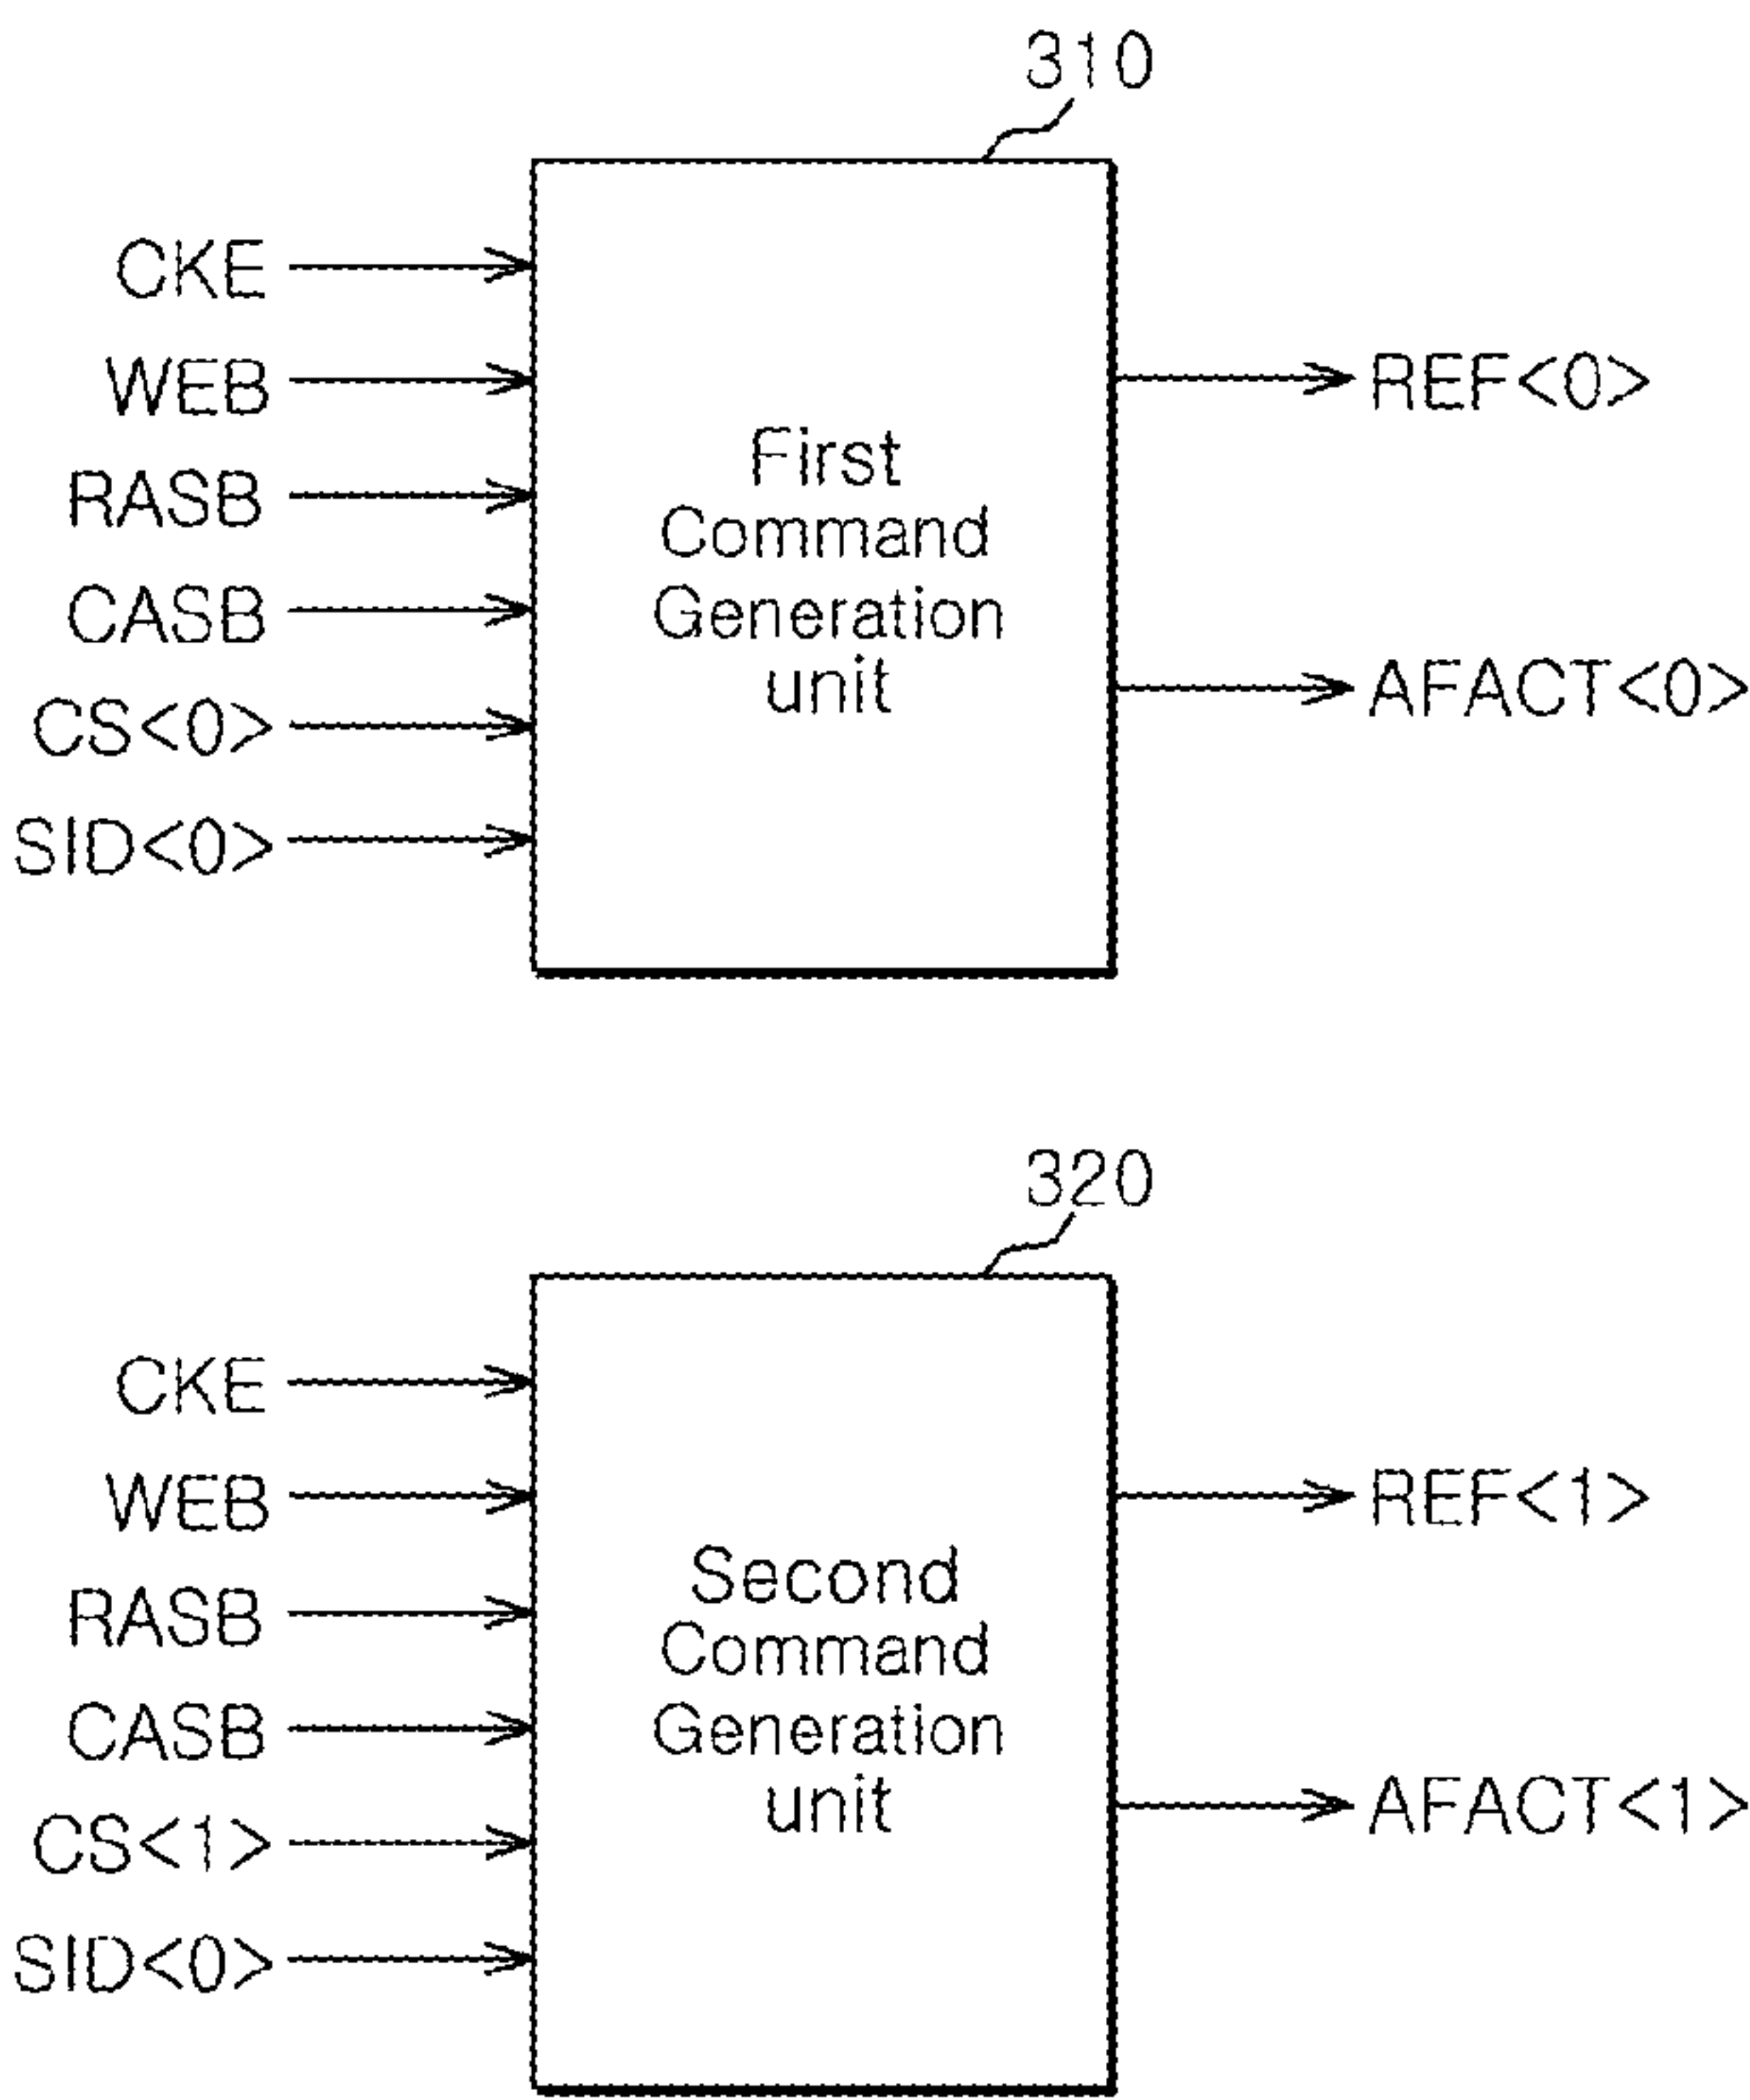 310
CKE
WEB
RASB
CASB
CS<0>
SID<0>
First
Command
Generation
unit
REF<0>
AFACT<0>
320
CKE
WEB
RASB
CASB
CS<1>
SID<0>
Second
Command
Generation
unit
REF<1>
AFACT<1>